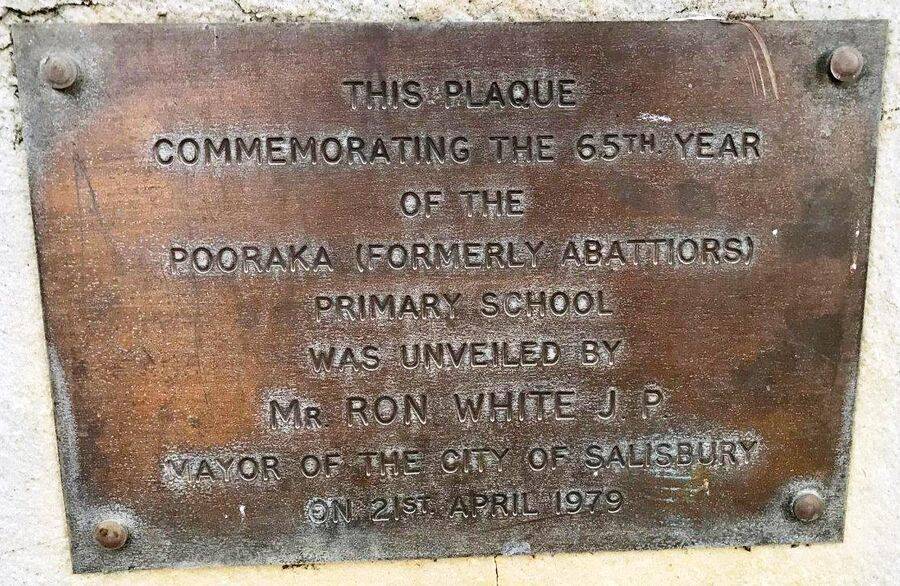 THIS PLAQUE
COMMEMORATING THE 65TH. YEAR
OF THE
POORAKA (FORMERLY ABATTIORS)
PRIMARY SCHOOL
WAS UNVEILED BY
MR. RON WHITE J P
MAYOR OF THE CITY OF SALISBURY
ON 21ST. APRIL 1979